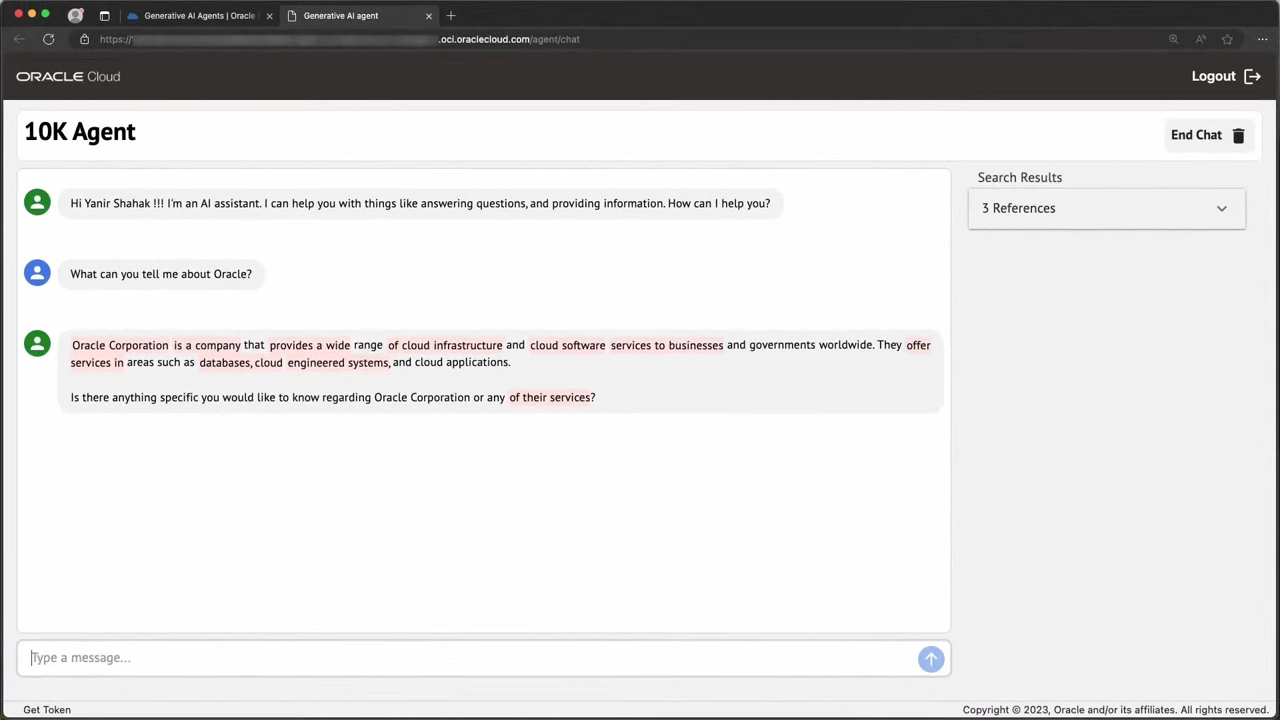 Generative AI Agents | Oracle
Generative AI agent
https://
.oci.oraclecloud.com/agent/chat
ORACLE Cloud
Logout
10K Agent
End Chat
Hi Yanir Shahak !!! I'm an AI assistant. I can help you with things like answering questions, and providing information. How can I help you?
What can you tell me about Oracle?
Oracle Corporation is a company that provides a wide range of cloud infrastructure and cloud software services to businesses and governments worldwide. They offer
services in areas such as databases, cloud engineered systems, and cloud applications.
Is there anything specific you would like to know regarding Oracle Corporation or any of their services?
Search Results
3 References
Type a message...
Get Token
Copyright © 2023, Oracle and/or its affiliates. All rights reserved.